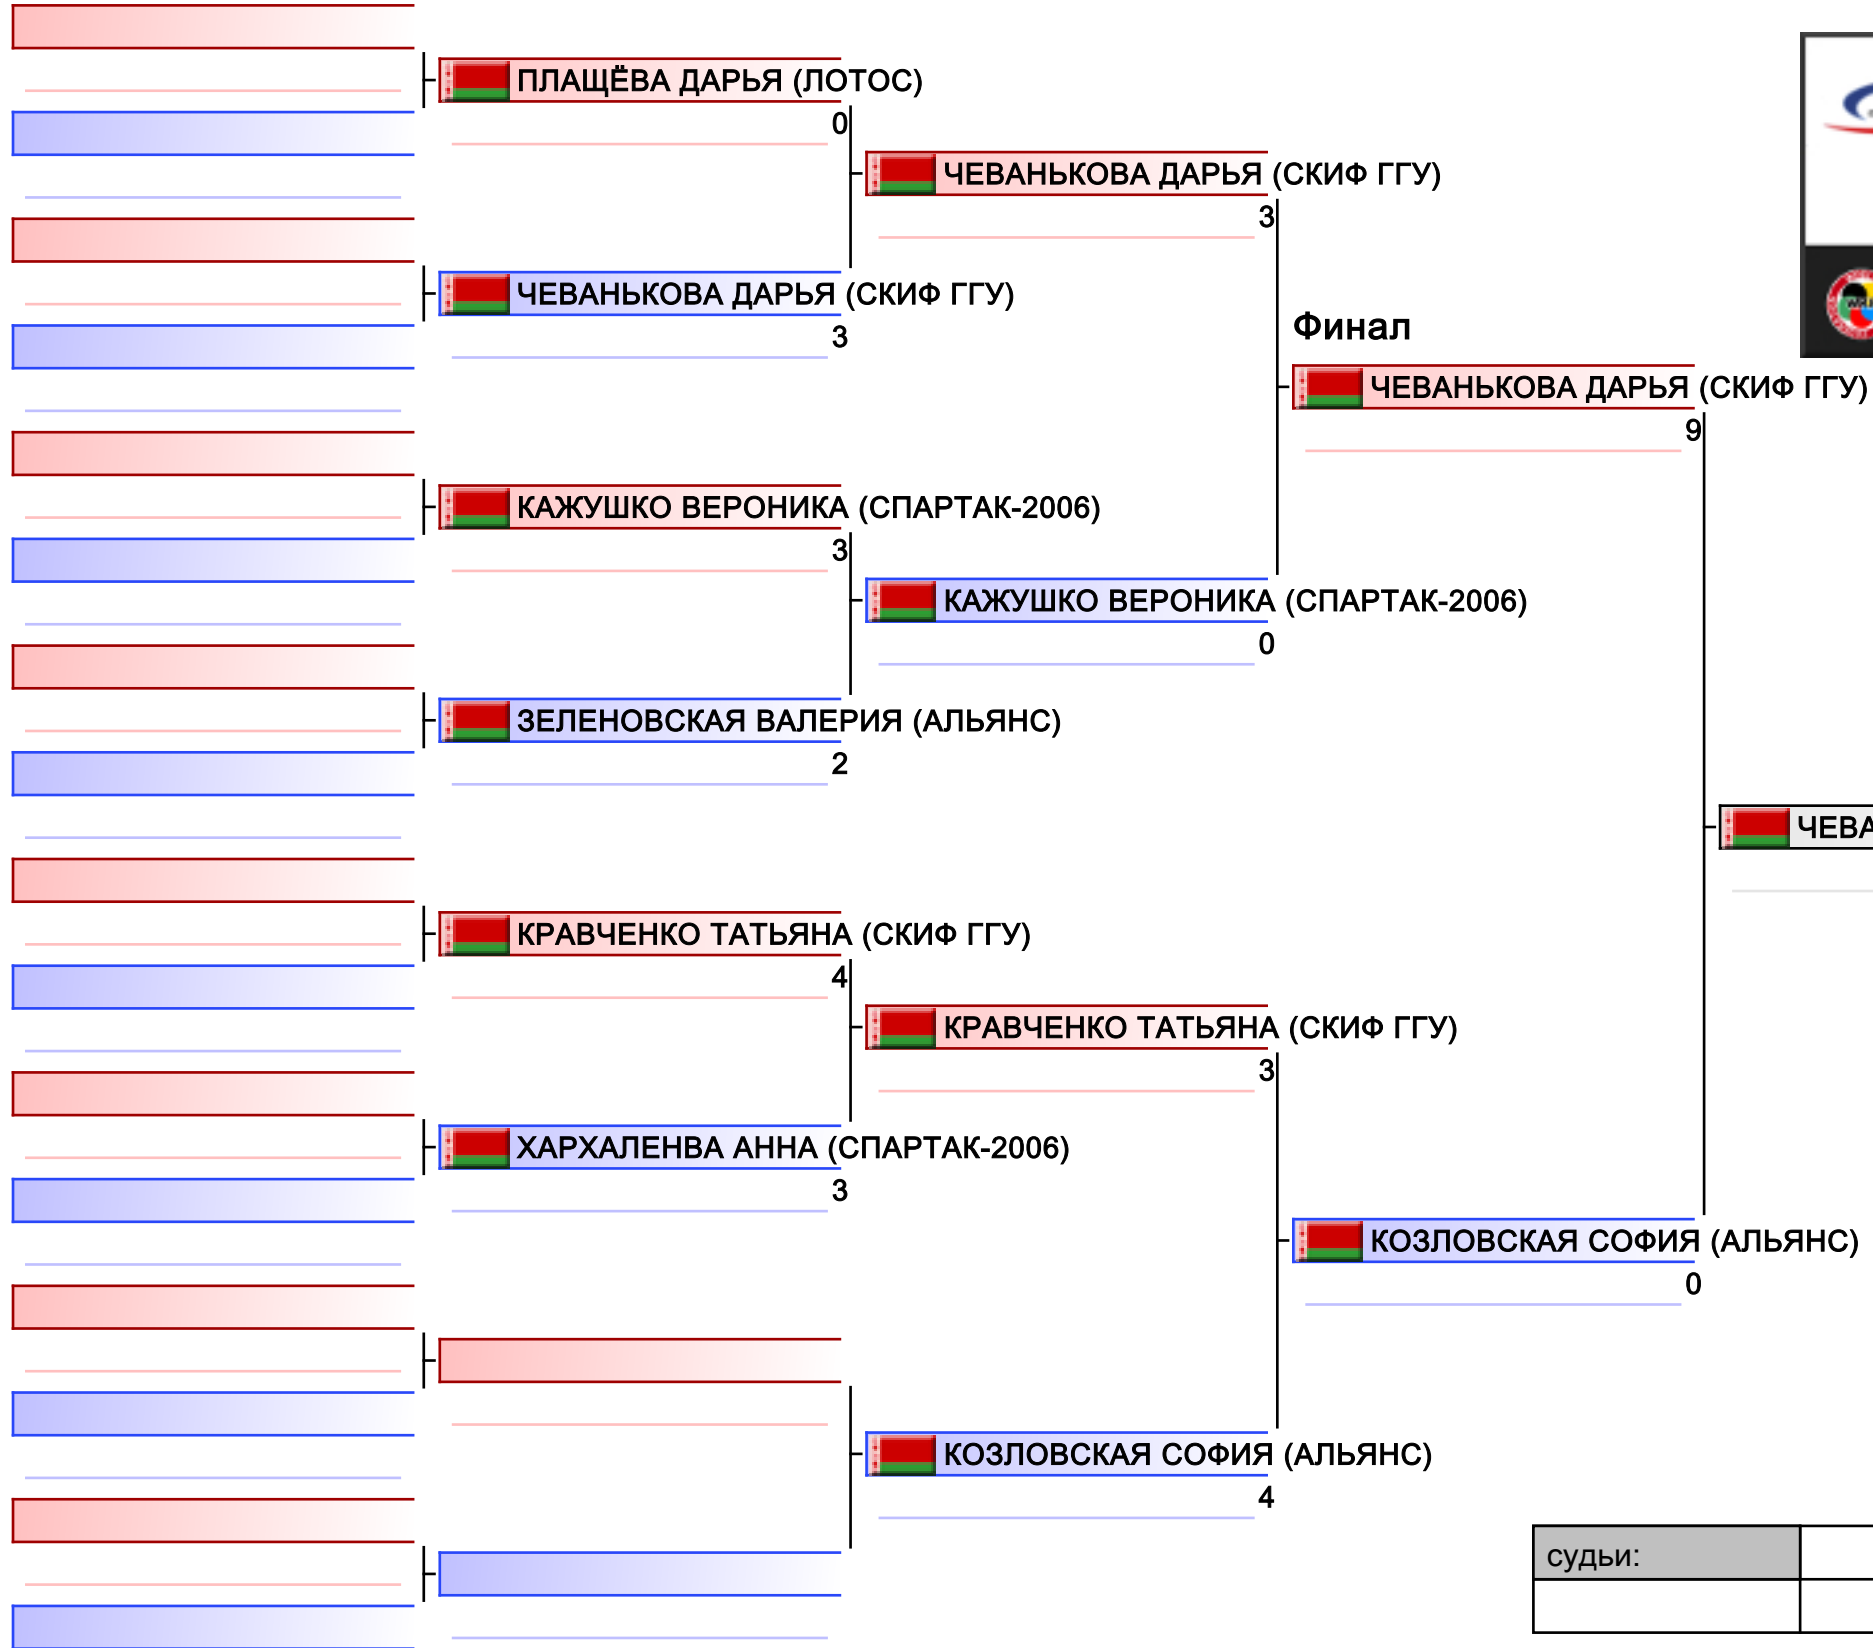 ПЛАЩЁВА ДАРЬЯ (ЛОТОС)
0
ЧЕВАНЬКОВА ДАРЬЯ (СКИФ ГГУ)
3
ЧЕВАНЬКОВА ДАРЬЯ (СКИФ ГГУ)
3
Финал
ЧЕВАНЬКОВА ДАРЬЯ (СКИФ ГГУ)
9
КАЖУШКО ВЕРОНИКА (СПАРТАК-2006)
3
КАЖУШКО ВЕРОНИКА (СПАРТАК-2006)
0
ЗЕЛЕНОВСКАЯ ВАЛЕРИЯ (АЛЬЯНС)
2
ЧЕВА
КРАВЧЕНКО ТАТЬЯНА (СКИФ ГГУ)
4
КРАВЧЕНКО ТАТЬЯНА (СКИФ ГГУ)
3
ХАРХАЛЕНВА АННА (СПАРТАК-2006)
3
КОЗЛОВСКАЯ СОФИЯ (АЛЬЯНС)
0
КОЗЛОВСКАЯ СОФИЯ (АЛЬЯНС)
4
судьи: